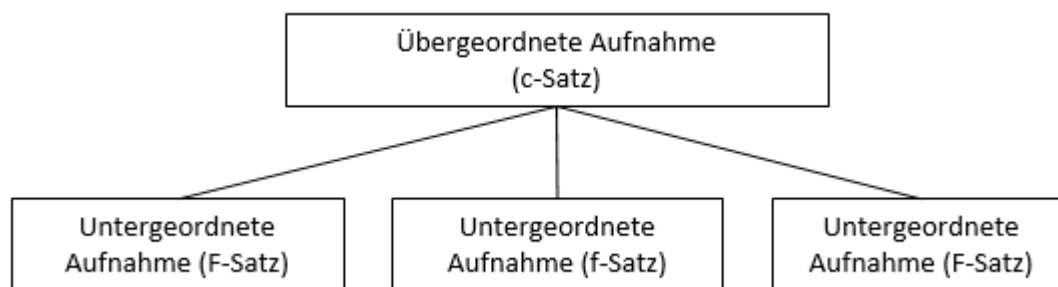 Übergeordnete Aufnahme
(c-Satz)
Untergeordnete
Aufnahme (F-Satz)
Untergeordnete
Aufnahme (f-Satz)
Untergeordnete
Aufnahme (F-Satz)